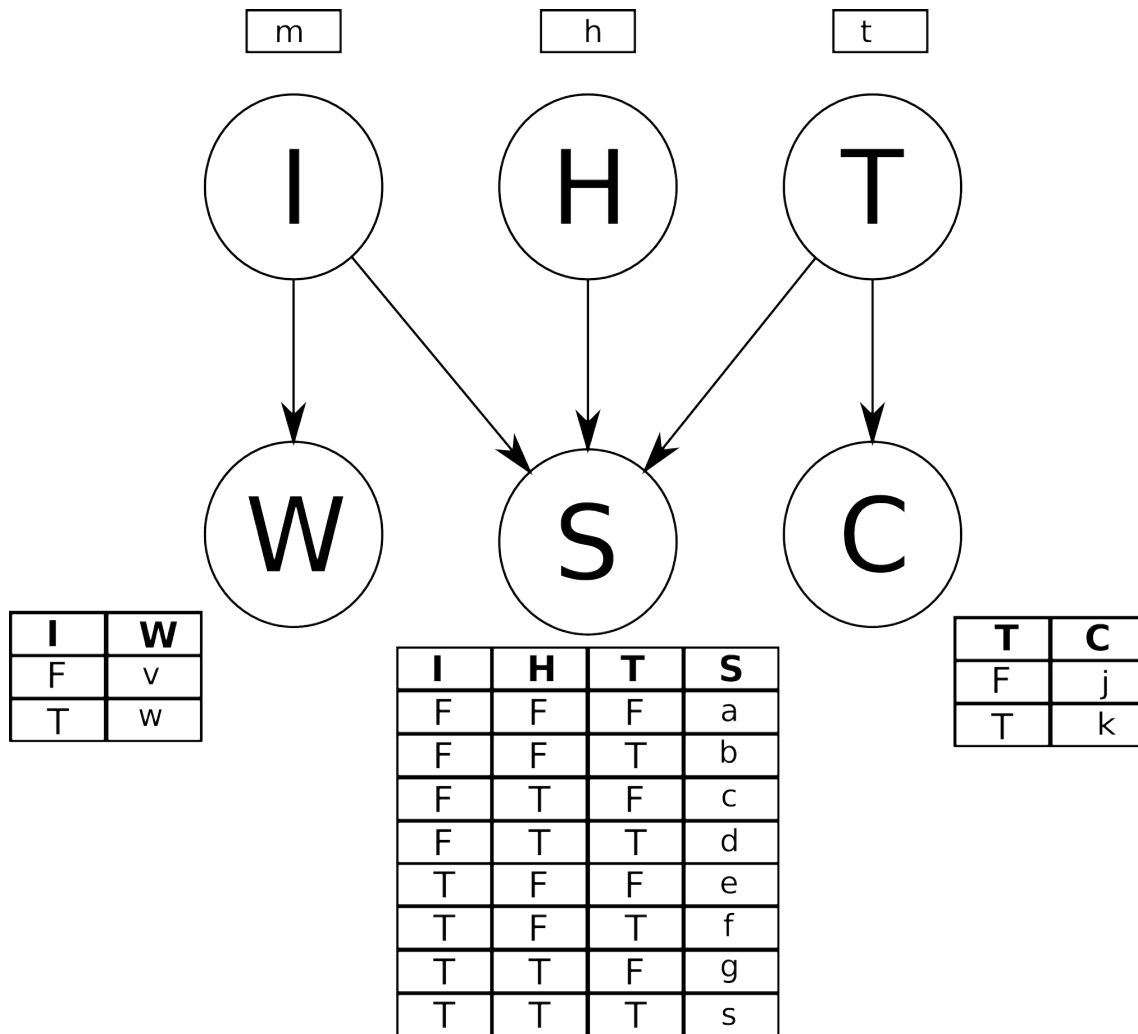 m h t
I H T
W S C
I W
F v
T w
I H T S
F F F a
F F T b
F T F c
F T T d
T F F e
T F T f
T T F g
T T T s
T C
F j
T k